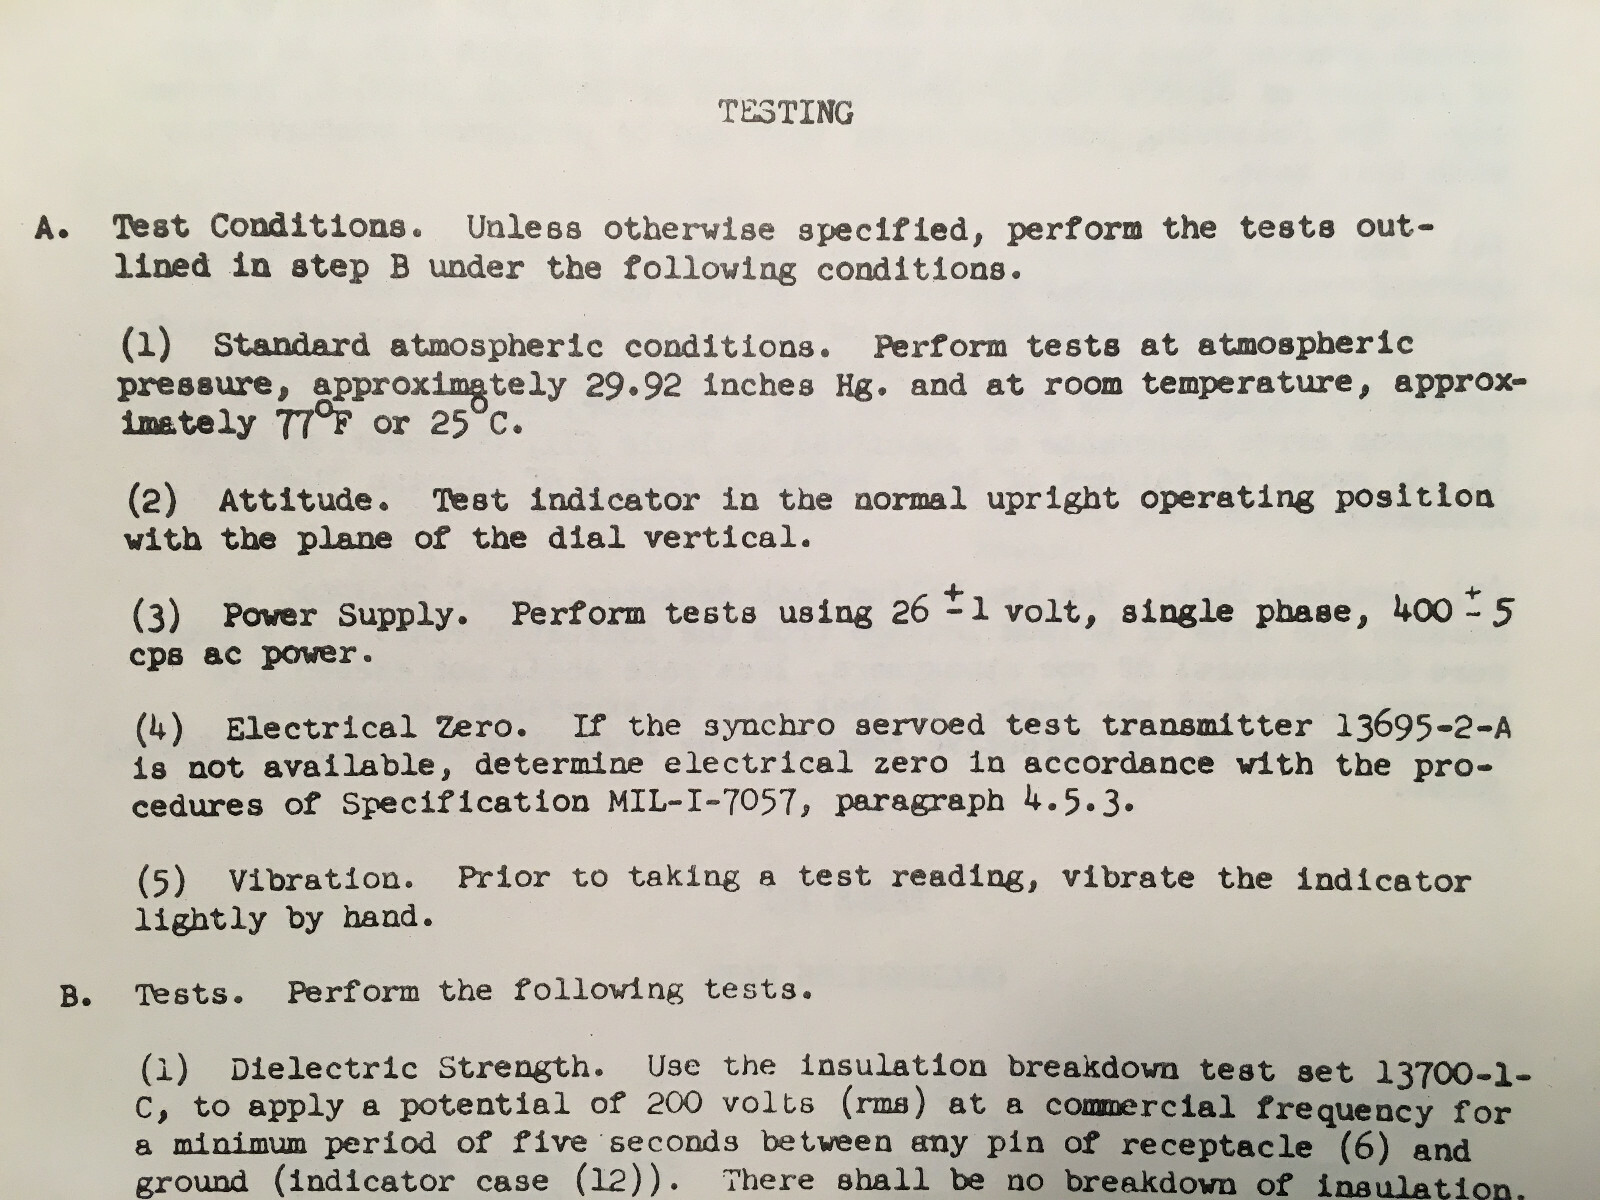 TESTING
A. Test Conditions. Unless otherwise specified, perform the tests out-
lined in step B under the following conditions.
(1) Standard atmospheric conditions. Perform tests at atmospheric
pressure, approximately 29.92 inches Hg. and at room temperature, approx-
imately 77°F or 25°C.
(2) Attitude. Test indicator in the normal upright operating position
with the plane of the dial vertical.
(3) Power Supply. Perform tests using 26 ± 1 volt, single phase, 400 ± 5
cps ac power.
(4) Electrical Zero. If the synchro servoed test transmitter 13695-2-A
is not available, determine electrical zero in accordance with the pro-
cedures of Specification MIL-I-7057, paragraph 4.5.3.
(5) Vibration. Prior to taking a test reading, vibrate the indicator
lightly by hand.
B. Tests. Perform the following tests.
(1) Dielectric Strength. Use the insulation breakdown test set 13700-1-
C, to apply a potential of 200 volts (rms) at a commercial frequency for
a minimum period of five seconds between any pin of receptacle (6) and
ground (indicator case (12)). There shall be no breakdown of insulation.